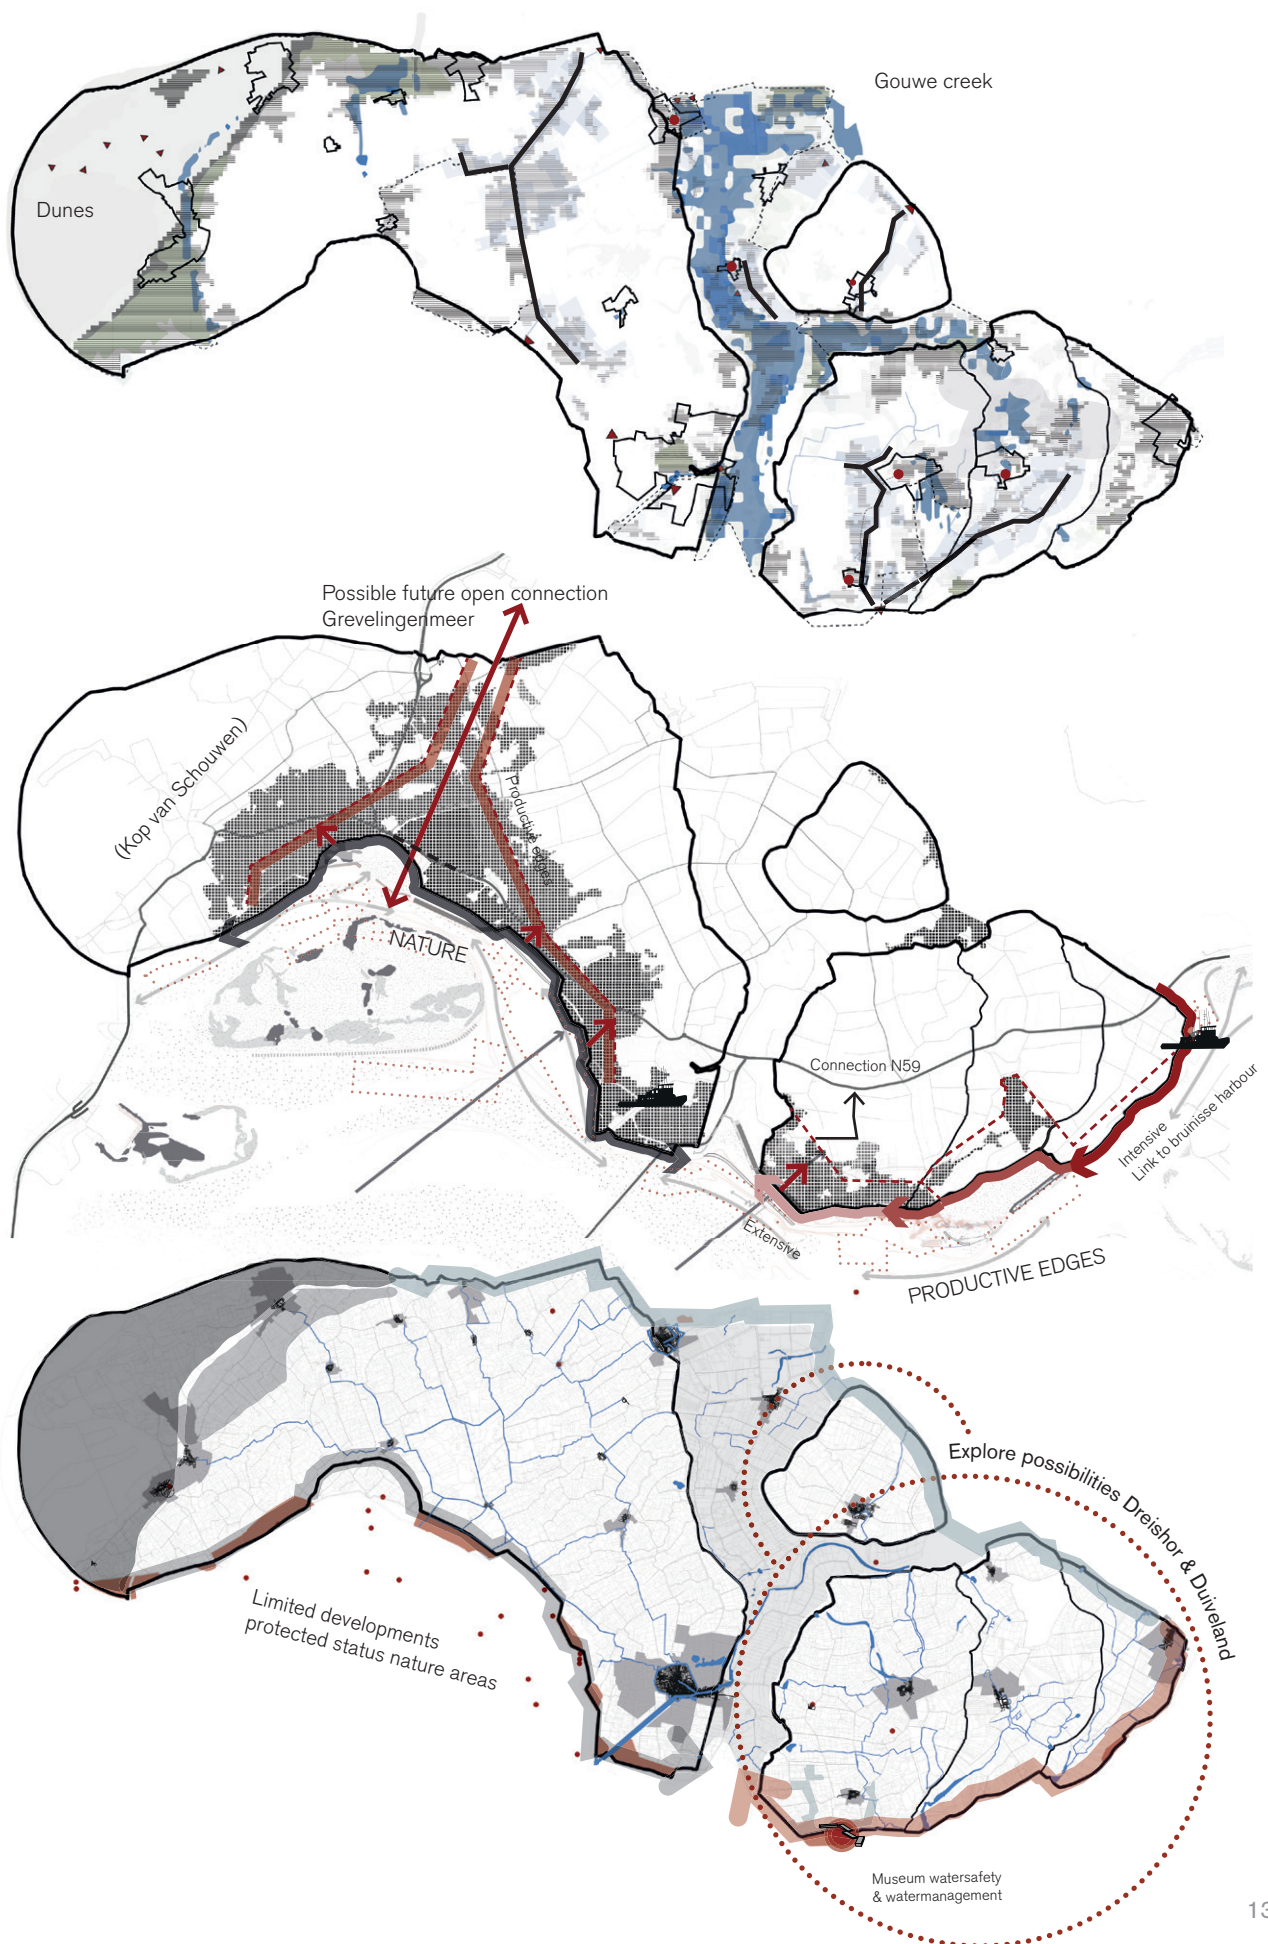 Gouwe creek
Dunes
Possible future open connection
Grevelingenmeer
(Kop van Schouwen)
Productive edges
NATURE
Connection N59
Intensive
Link to bruinisse harbour
Extensive
PRODUCTIVE EDGES
Explore possibilities Dreishor & Duiveland
Limited developments
protected status nature areas
Museum watersafety
& watermanagement
13